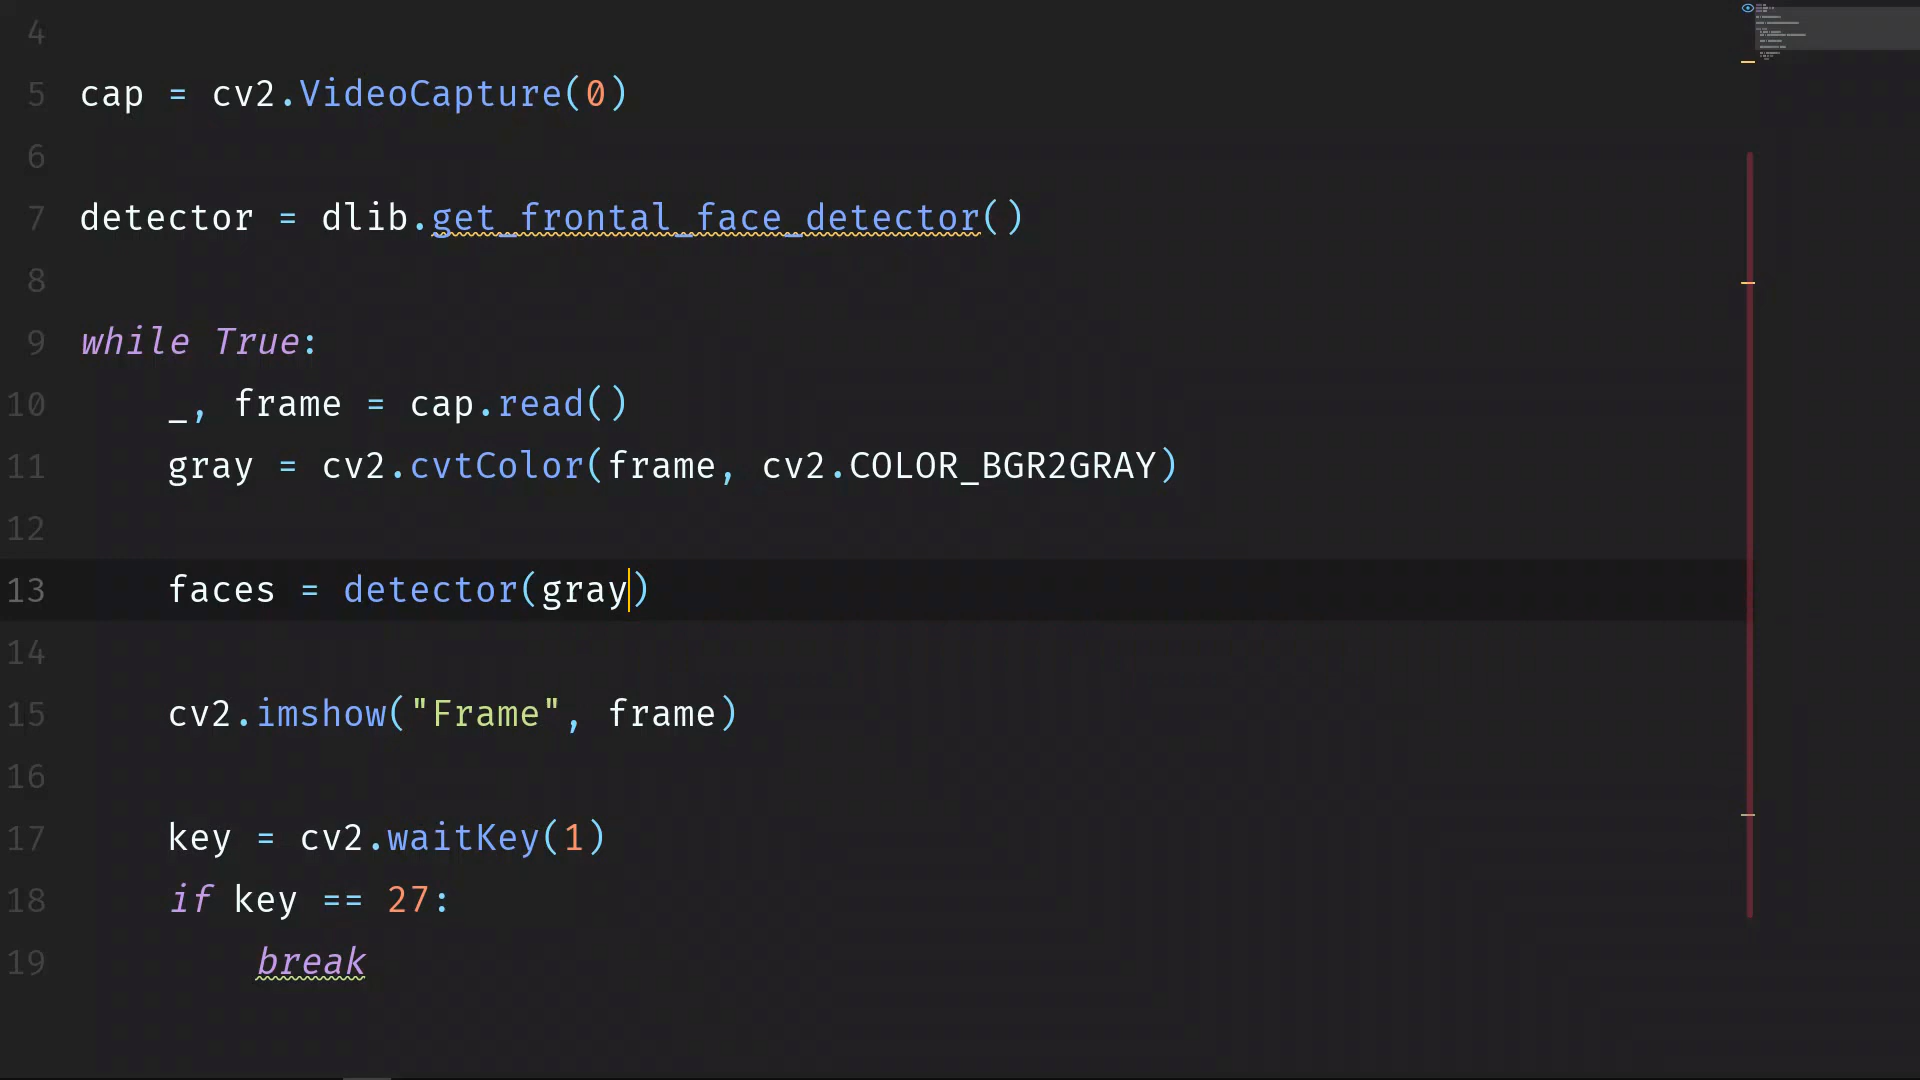 4
5 cap = cv2.VideoCapture(0)
6
7 detector = dlib.get_frontal_face_detector()
8
9 while True:
10     _, frame = cap.read()
11     gray = cv2.cvtColor(frame, cv2.COLOR_BGR2GRAY)
12
13     faces = detector(gray)
14
15     cv2.imshow("Frame", frame)
16
17     key = cv2.waitKey(1)
18     if key == 27:
19         break